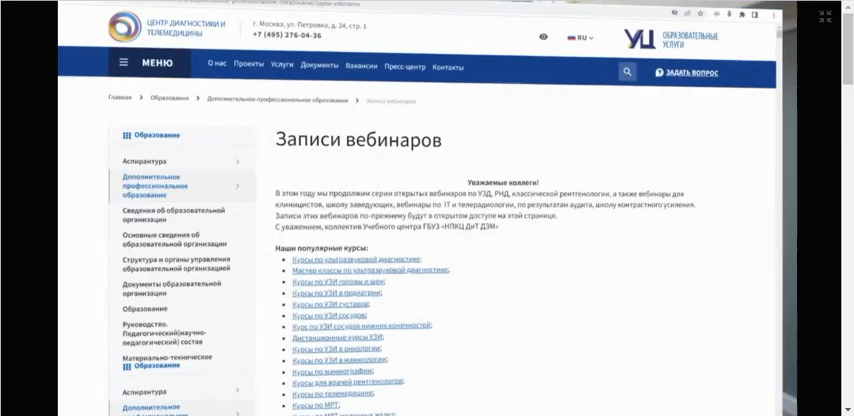 ЦЕНТР ДИАГНОСТИКИ И
ТЕЛЕМЕДИЦИНЫ
г. Москва, ул. Петровка, д. 24, стр. 1
+7 (495) 276-04-36
RU
УЦ
ОБРАЗОВАТЕЛЬНЫЕ
УСЛУГИ
МЕНЮ
О нас Проекты Услуги Документы Вакансии Пресс-центр Контакты
ЗАДАТЬ ВОПРОС
Главная > Образование > Дополнительное профессиональное образование > Записи вебинаров
Образование
Аспирантура
Дополнительное
профессиональное
образование
Сведения об образовательной
организации
Основные сведения об
образовательной организации
Структура и органы управления
образовательной организацией
Документы образовательной
организации
Образование
Руководство.
Педагогический(научно-
педагогический) состав
Материально-техническое
Образование
Аспирантура
Дополнительное
Записи вебинаров
Уважаемые коллеги!
В этом году мы продолжим серии открытых вебинаров по УЗД, РНД, классической рентгенологии, а также вебинары для
клиницистов, школу заведующих, вебинары по IT и телерадиологии, по результатам аудита, школу контрастного усиления.
Записи этих вебинаров по-прежнему будут в открытом доступе на этой странице.
С уважением, коллектив Учебного центра ГБУЗ «НПКЦ ДиТ ДЗМ»
Наши популярные курсы:
Курсы по ультразвуковой диагностике;
Мастер классы по ультразвуковой диагностике;
Курсы по УЗИ головы и шеи;
Курсы по УЗИ в педиатрии;
Курсы по УЗИ суставов;
Курсы по УЗИ сосудов;
Курс по УЗИ сосудов нижних конечностей;
Дистанционные курсы УЗИ;
Курсы по УЗИ в онкологии;
Курсы по УЗИ в маммологии;
Курсы по маммографии;
Курсы для врачей рентгенологов;
Курсы по телемедицине;
Курсы по МРТ;